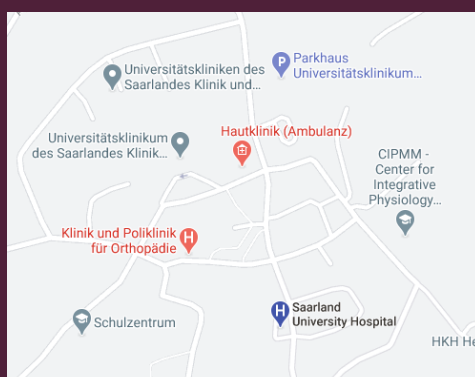 Parkhaus
Universitätsklinikum...
Universitätskliniken des
Saarlandes Klinik und...
Hautklinik (Ambulanz)
Universitätsklinikum
des Saarlandes Klinik...
CIPMM -
Center for
Integrative
Physiology...
Klinik und Poliklinik
für Orthopädie
Saarland
University Hospital
Schulzentrum
HKH He